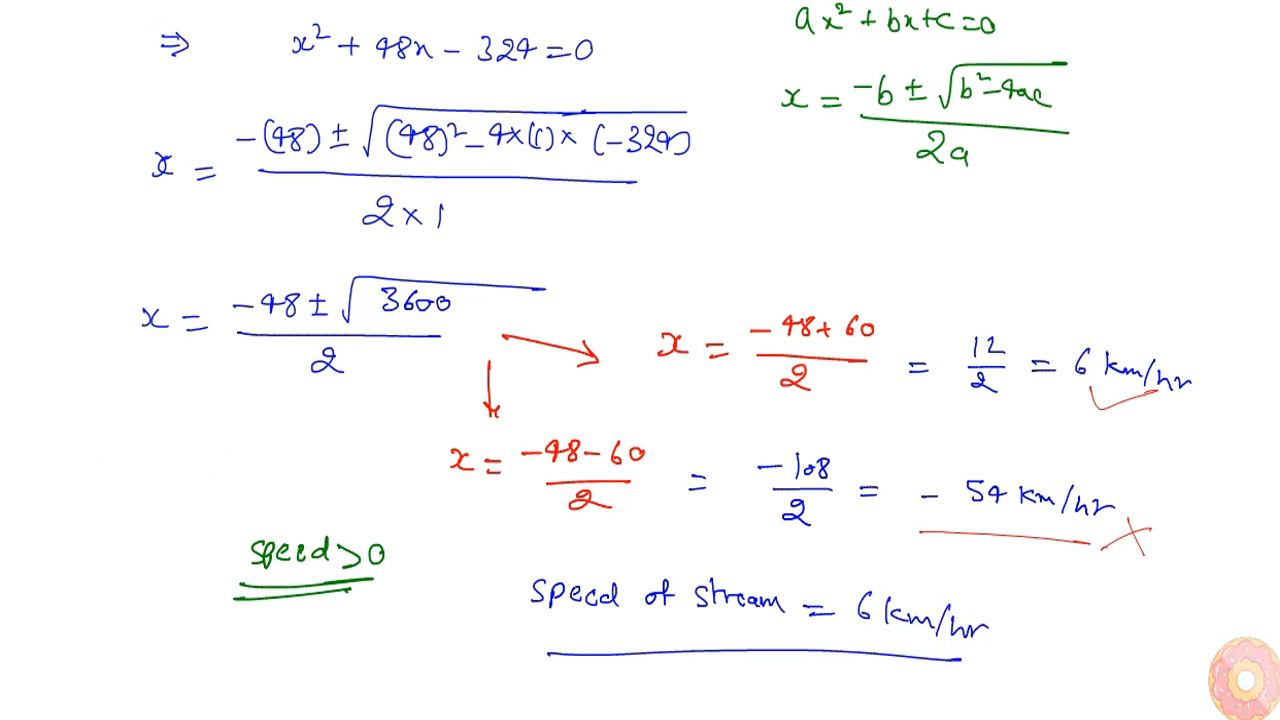 ⇒ x² + 48x - 324 = 0
ax² + bx + c = 0
x = (-b ± √(b² - 4ac)) / 2a
x = (-(48) ± √((48)² - 4×(1)×(-324))) / (2 × 1)
x = (-48 ± √3600) / 2
x = (-48 + 60) / 2 = 12/2 = 6 km/hr
x = (-48 - 60) / 2 = -108/2 = - 54 km/hr
speed > 0
speed of stream = 6 km/hr